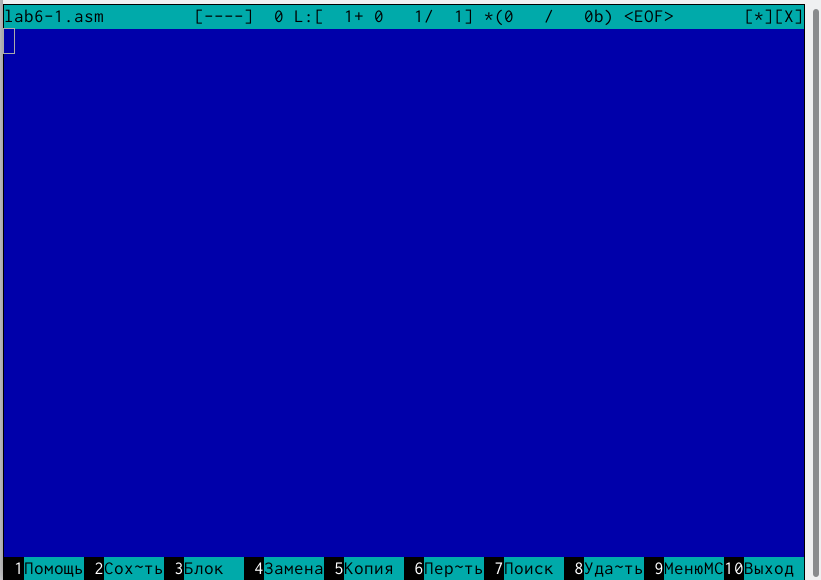 lab6-1.asm [----] 0 L:[ 1+ 0 1/ 1] *(0 / 0b) <EOF> [*][X]
1Помощь 2Сох~ть 3Блок 4Замена 5Копия 6Пер~ть 7Поиск 8Уда~ть 9МенюMC 10Выход